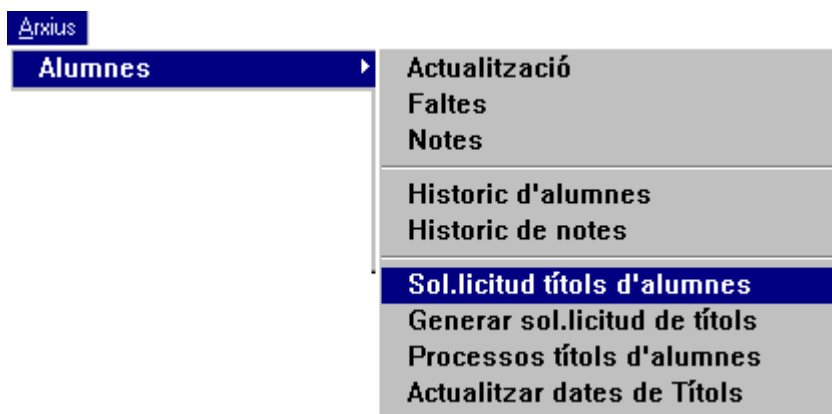 Arxius
Alumnes
Actualització
Faltes
Notes
Historic d'alumnes
Historic de notes
Sol.licitud títols d'alumnes
Generar sol.licitud de títols
Processos títols d'alumnes
Actualitzar dates de Títols